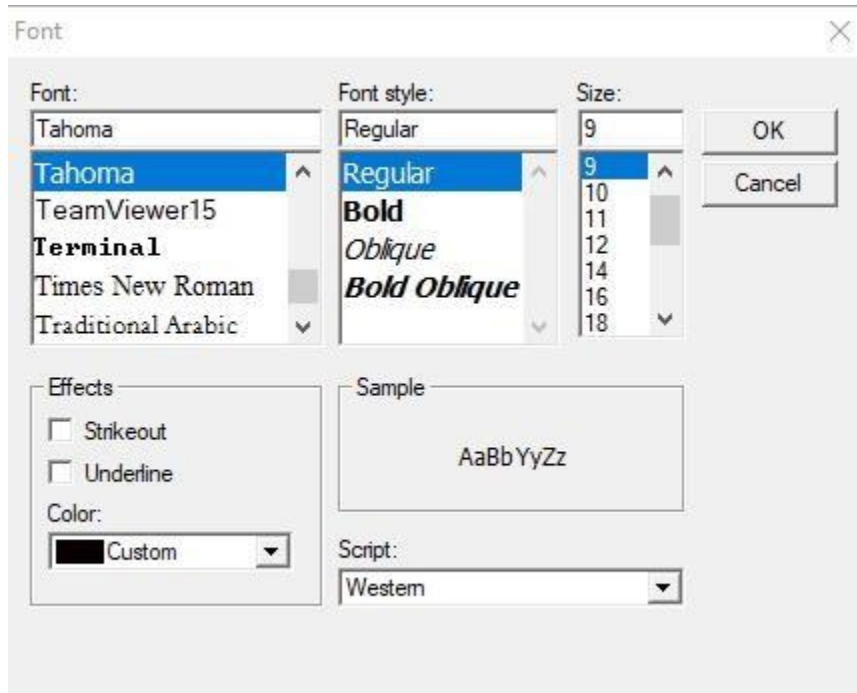 Font
Font:
Tahoma
Tahoma
TeamViewer15
Terminal
Times New Roman
Traditional Arabic
Font style:
Regular
Regular
Bold
Oblique
Bold Oblique
Size:
9
9
10
11
12
14
16
18
OK
Cancel
Effects
Strikeout
Underline
Color:
Custom
Sample
AaBbYyZz
Script:
Western